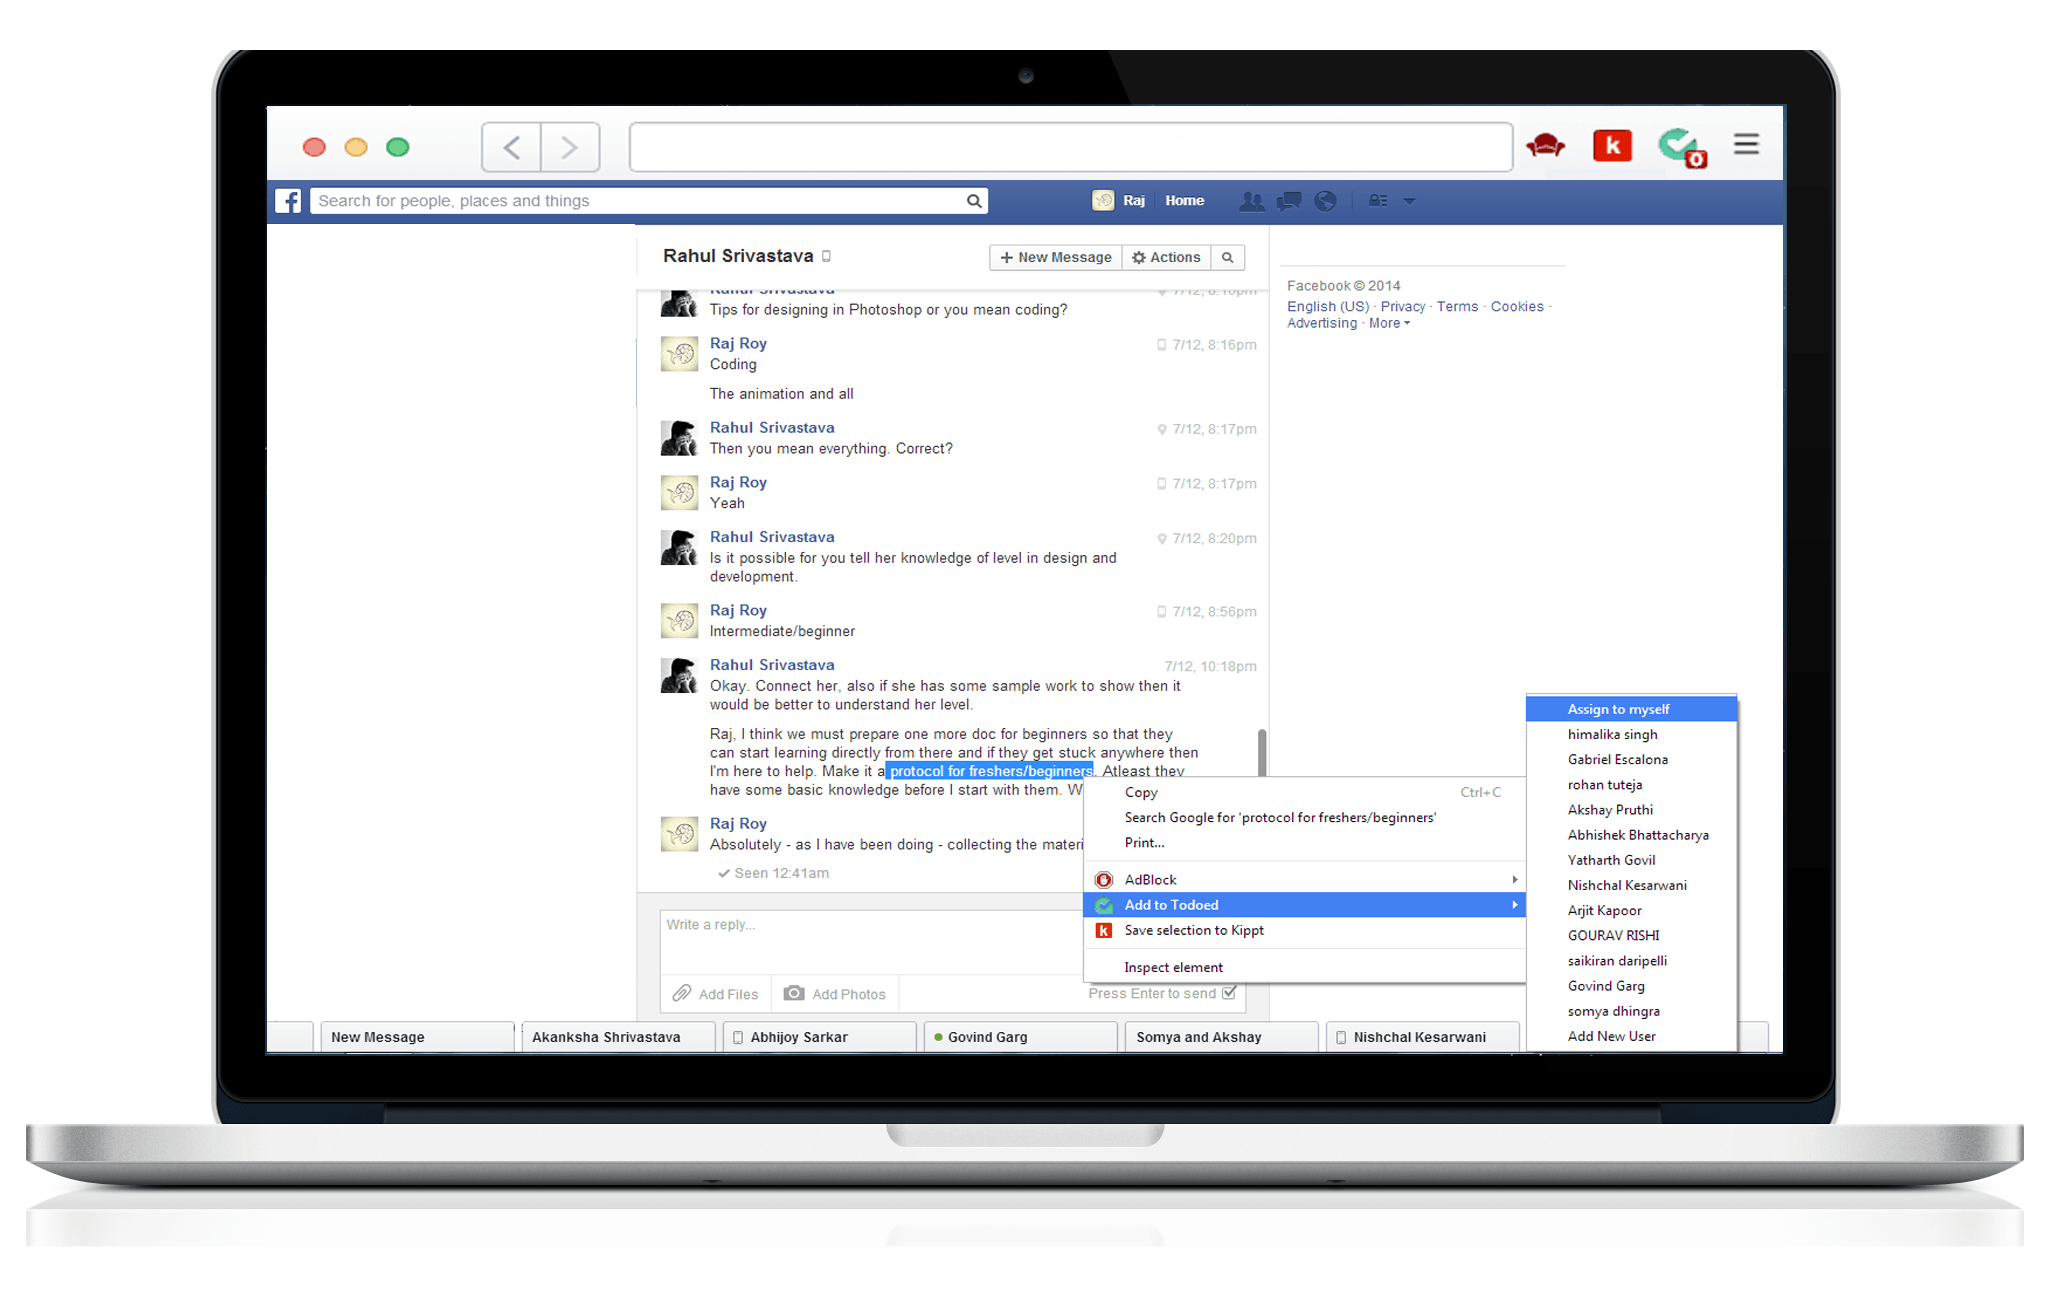 k
0
f
Search for people, places and things
Raj
Home
Rahul Srivastava
New Message
Actions
Rahul Srivastava
7/12, 8:16pm
Tips for designing in Photoshop or you mean coding?
Raj Roy
7/12, 8:16pm
Coding
The animation and all
Rahul Srivastava
7/12, 8:17pm
Then you mean everything. Correct?
Raj Roy
7/12, 8:17pm
Yeah
Rahul Srivastava
7/12, 8:20pm
Is it possible for you tell her knowledge of level in design and
development.
Raj Roy
7/12, 8:56pm
Intermediate/beginner
Rahul Srivastava
7/12, 10:18pm
Okay. Connect her, also if she has some sample work to show then it
would be better to understand her level.
Raj, I think we must prepare one more doc for beginners so that they
can start learning directly from there and if they get stuck anywhere then
I'm here to help. Make it a protocol for freshers/beginners. Atleast they
have some basic knowledge before I start with them. W
Raj Roy
Absolutely - as I have been doing - collecting the materi
Seen 12:41am
Write a reply...
Add Files
Add Photos
Press Enter to send
Facebook © 2014
English (US) · Privacy · Terms · Cookies ·
Advertising · More
Copy
Ctrl+C
Search Google for 'protocol for freshers/beginners'
Print...
AdBlock
Add to Todoed
k
Save selection to Kippt
Inspect element
Assign to myself
himalika singh
Gabriel Escalona
rohan tuteja
Akshay Pruthi
Abhishek Bhattacharya
Yatharth Govil
Nishchal Kesarwani
Arjit Kapoor
GOURAV RISHI
saikiran daripelli
Govind Garg
somya dhingra
Add New User
New Message
Akanksha Shrivastava
Abhijoy Sarkar
Govind Garg
Somya and Akshay
Nishchal Kesarwani